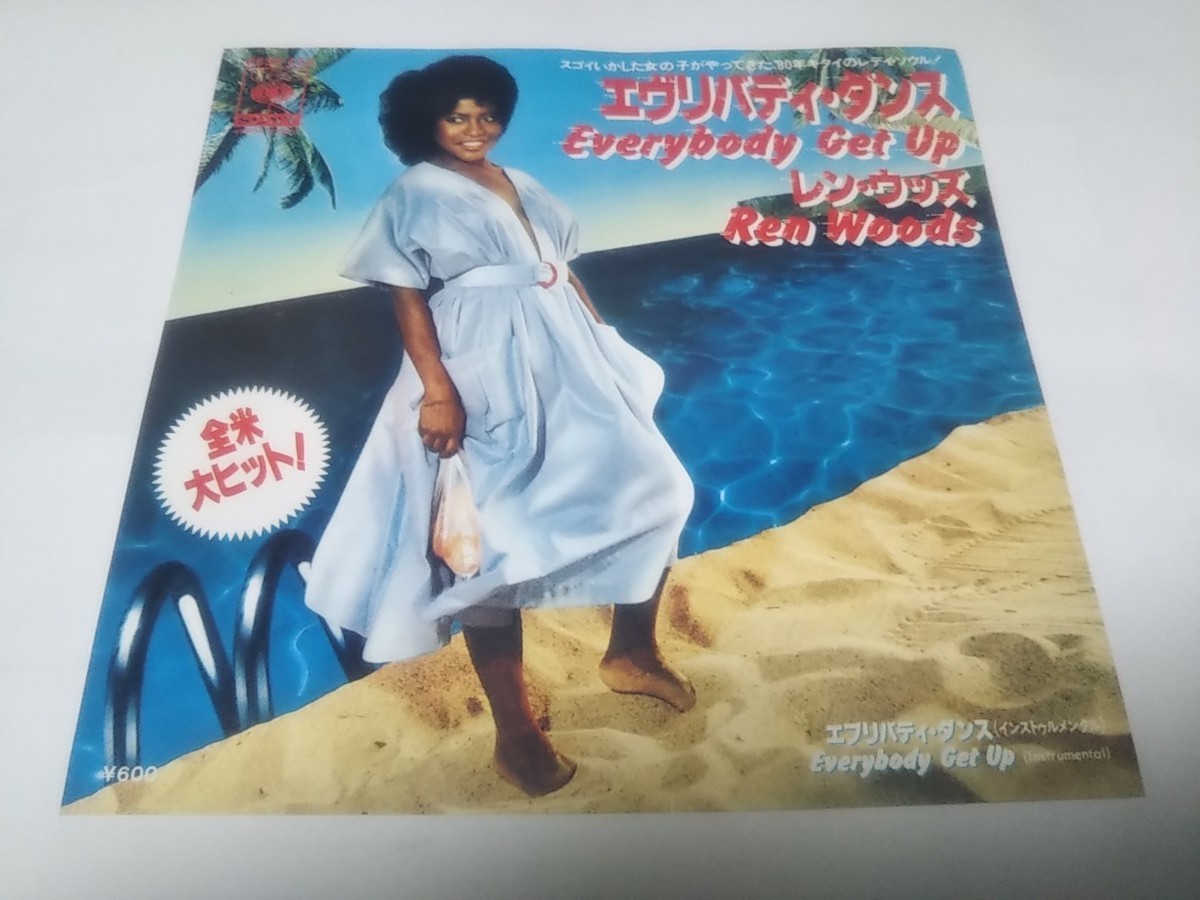 スゴイいかした女の子がやってきた、'80年キタイのレディ・ソウル!
エヴリバディ・ダンス
Everybody Get Up
レン・ウッズ
Ren Woods
全米
大ヒット!
エブリバディ・ダンス(インストゥルメンタル)
Everybody Get Up (Instrumental)
¥600